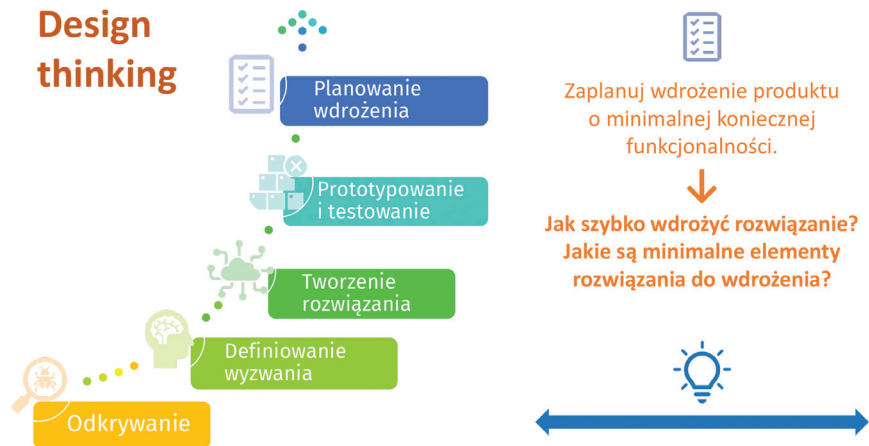 Design
thinking
Planowanie
wdrożenia
Prototypowanie
i testowanie
Tworzenie
rozwiązania
Definiowanie
wyzwania
Odkrywanie
Zaplanuj wdrożenie produktu
o minimalnej koniecznej
funkcjonalności.
Jak szybko wdrożyć rozwiązanie?
Jakie są minimalne elementy
rozwiązania do wdrożenia?